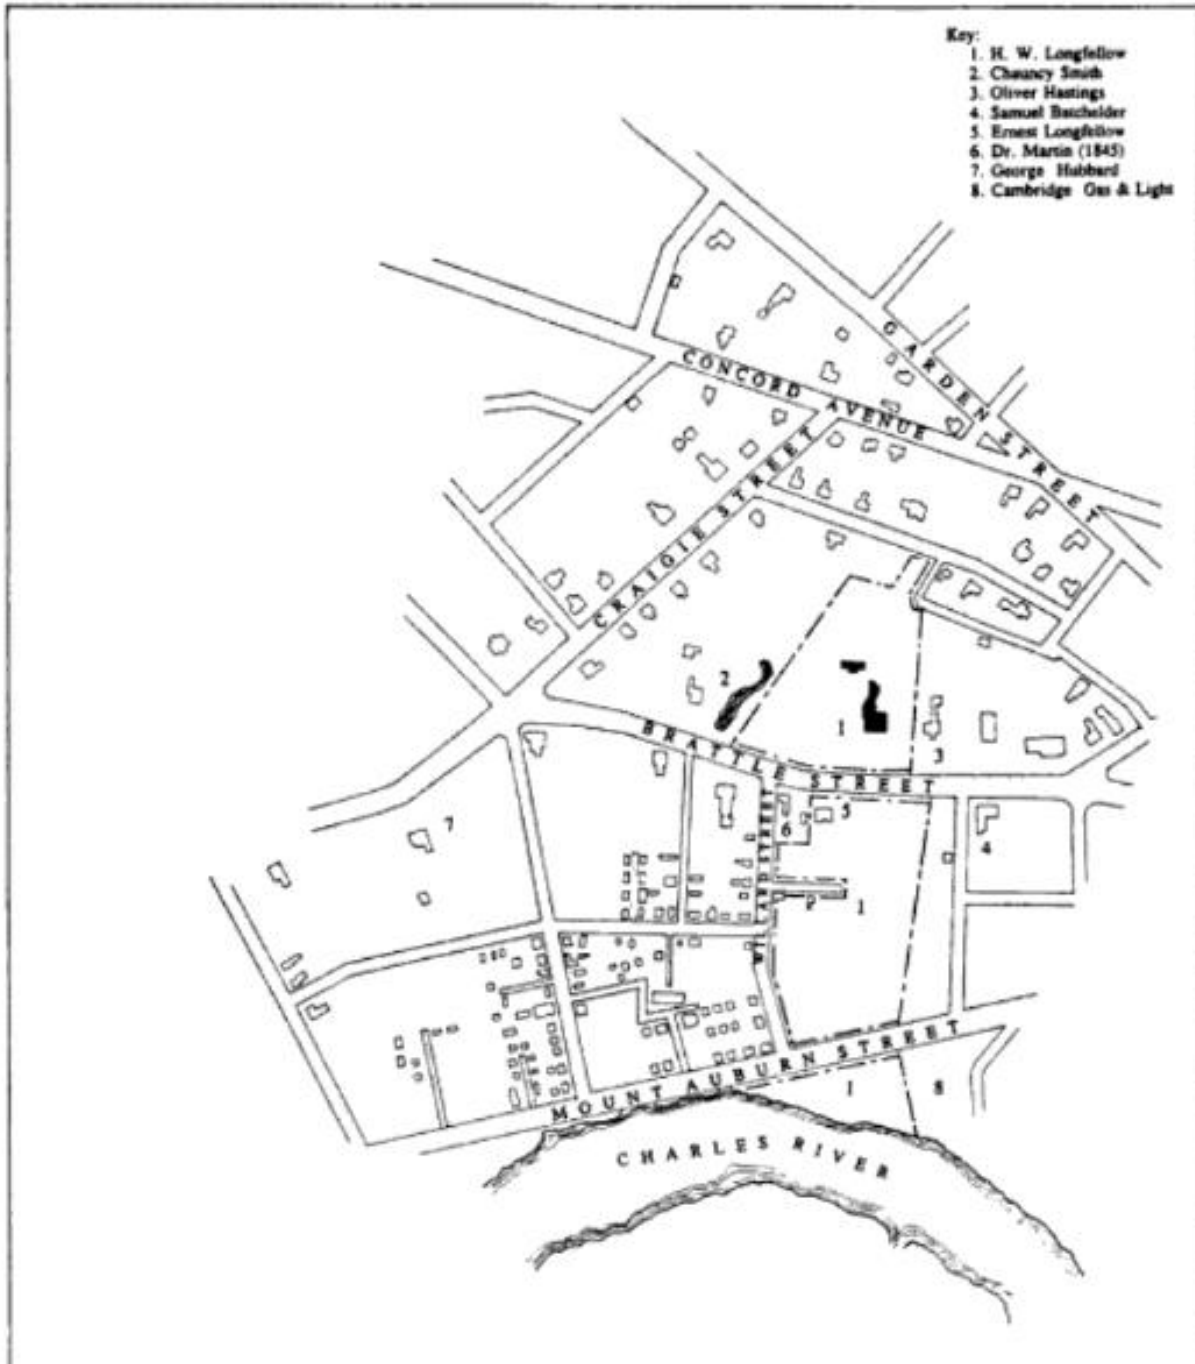 Key:
1. H. W. Longfellow
2. Chauncy Smith
3. Oliver Hastings
4. Samuel Batchelder
5. Ernest Longfellow
6. Dr. Martin (1845)
7. George Hubbard
8. Cambridge Gas & Light
GARDEN STREET
CONCORD AVENUE
CRAIGIE STREET
2
1
3
BRATTLE STREET
6
5
7
4
STREET
1
MOUNT AUBURN STREET
1
8
CHARLES RIVER